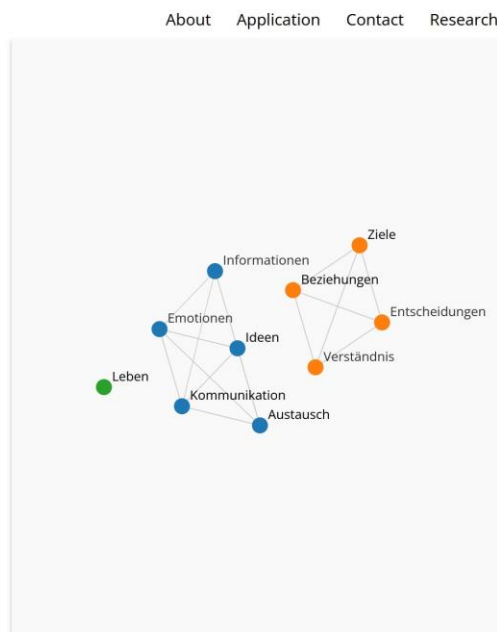 About Application Contact Research
Ziele
Informationen
Beziehungen
Entscheidungen
Emotionen
Ideen
Verständnis
Leben
Kommunikation
Austausch